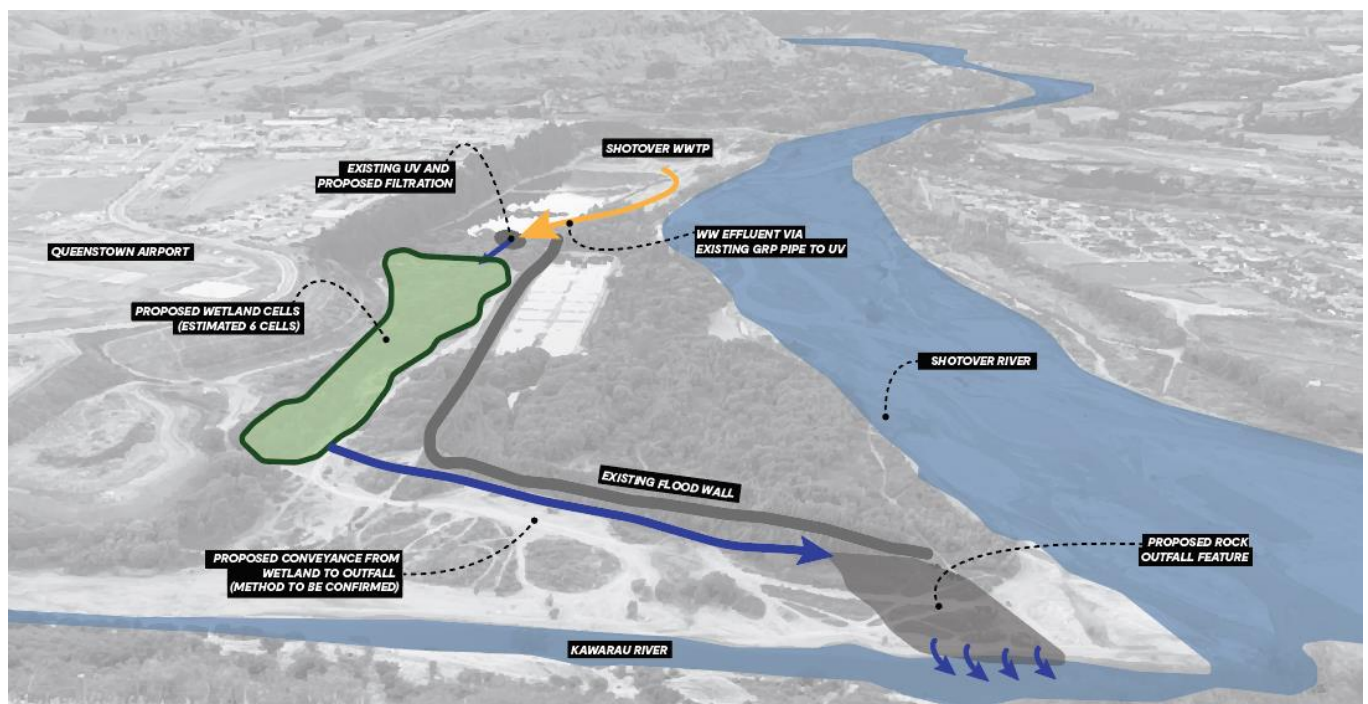 SHOTOVER WWTP
EXISTING UV AND
PROPOSED FILTRATION
WW EFFLUENT VIA
EXISTING GRP PIPE TO UV
QUEENSTOWN AIRPORT
PROPOSED WETLAND CELLS
(ESTIMATED 6 CELLS)
SHOTOVER RIVER
EXISTING FLOOD WALL
PROPOSED ROCK
OUTFALL FEATURE
PROPOSED CONVEYANCE FROM
WETLAND TO OUTFALL
(METHOD TO BE CONFIRMED)
KAWARAU RIVER